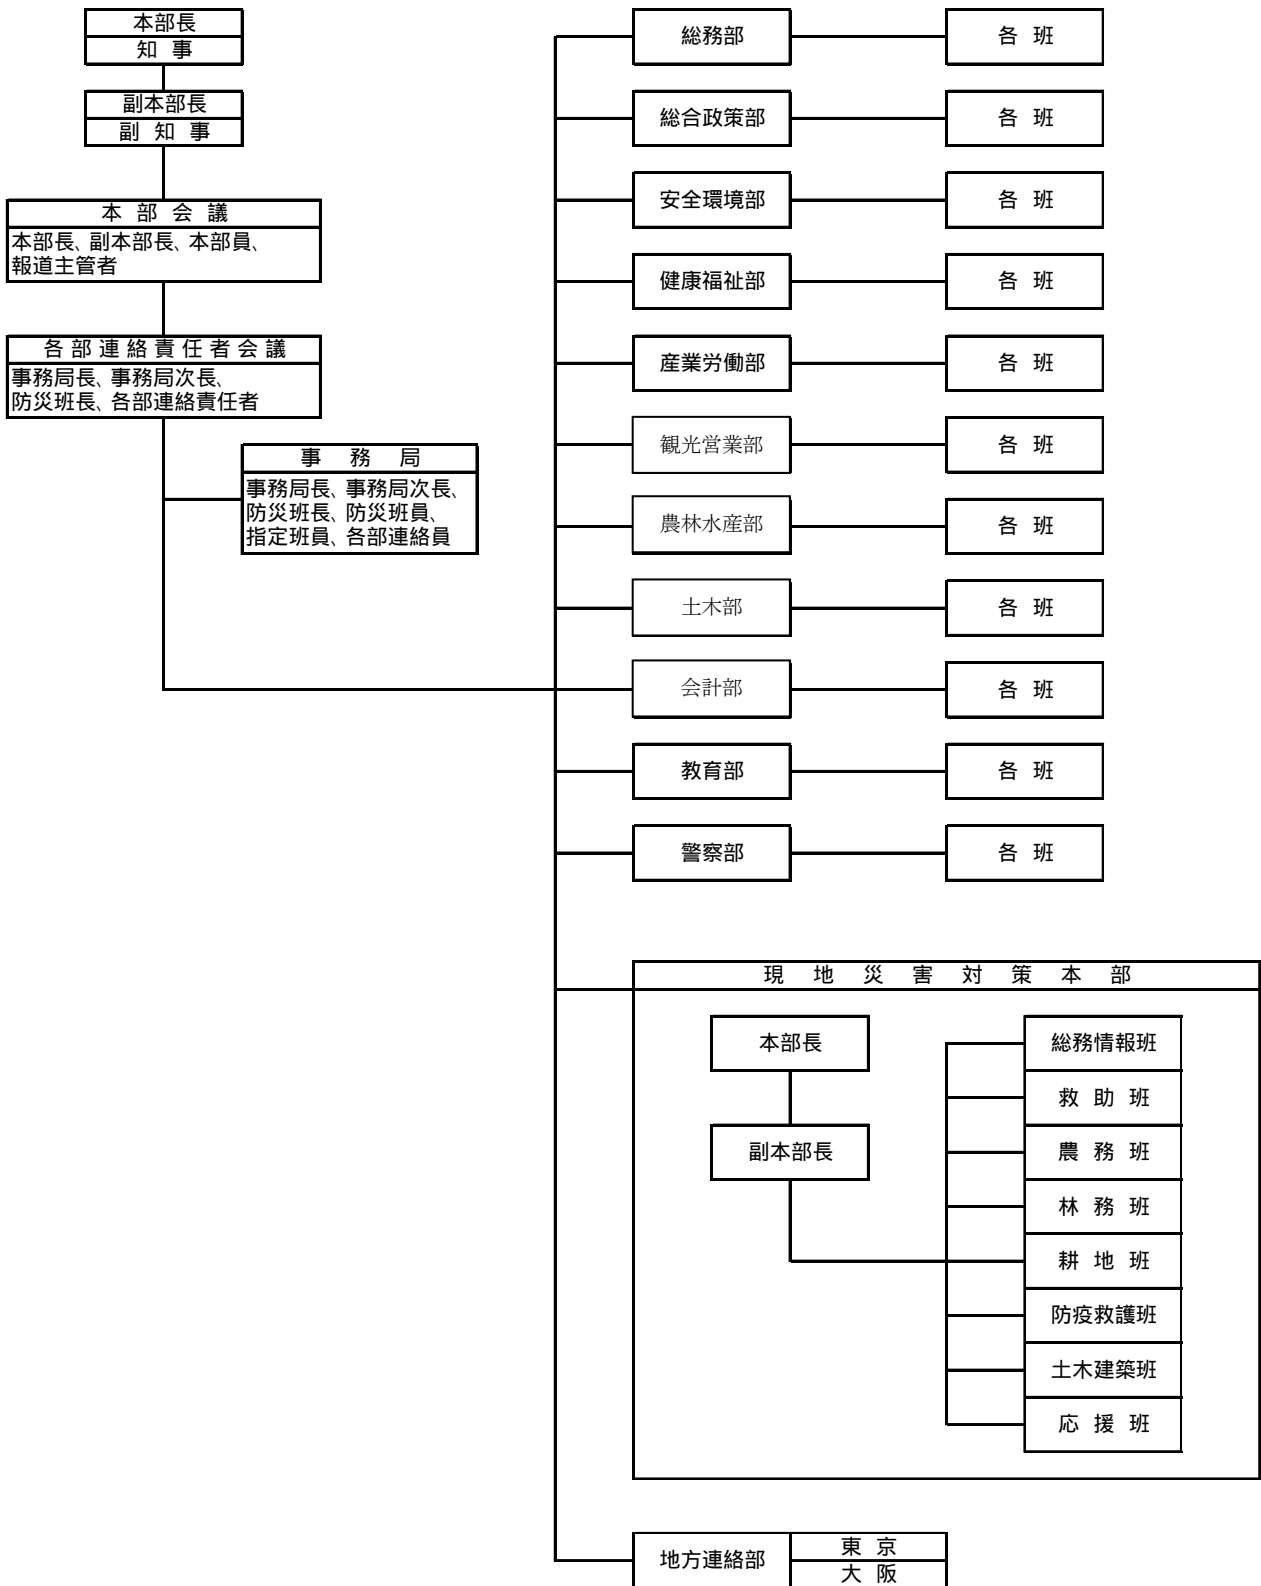 本部長
知 事
副本部長
副 知 事
本 部 会 議
本部長、副本部長、本部員、
報道主管者
各部連絡責任者会議
事務局長、事務局次長、
防災班長、各部連絡責任者
事 務 局
事務局長、事務局次長、
防災班長、防災班員、
指定班員、各部連絡員
総務部
各 班
総合政策部
各 班
安全環境部
各 班
健康福祉部
各 班
産業労働部
各 班
観光営業部
各 班
農林水産部
各 班
土木部
各 班
会計部
各 班
教育部
各 班
警察部
各 班
現 地 災 害 対 策 本 部
本部長
副本部長
総務情報班
救 助 班
農 務 班
林 務 班
耕 地 班
防疫救護班
土木建築班
応 援 班
地方連絡部
東 京
大 阪